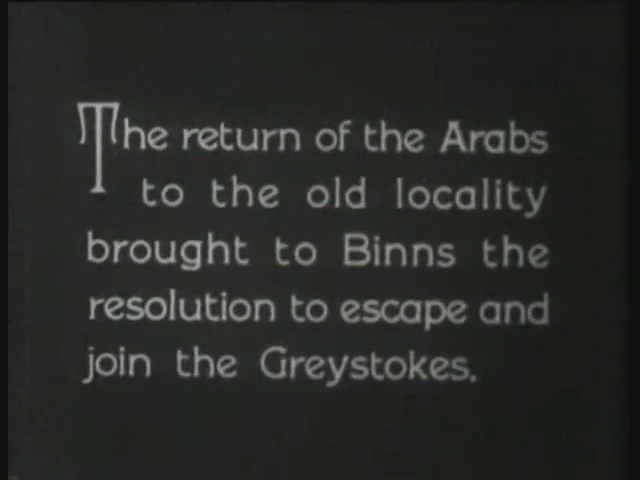 The return of the Arabs
to the old locality
brought to Binns the
resolution to escape and
join the Greystokes.